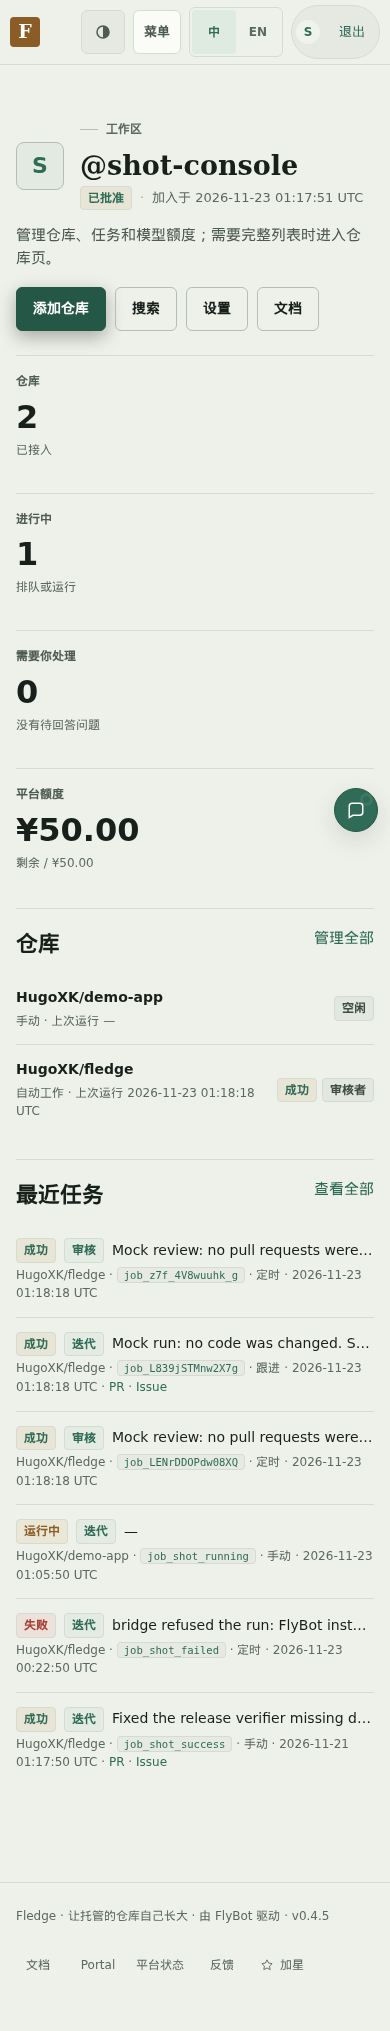 F
菜单
中
EN
S
退出
工作区
S
@shot-console
已批准 · 加入于 2026-11-23 01:17:51 UTC
管理仓库、任务和模型额度；需要完整列表时进入仓
库页。
添加仓库
搜索
设置
文档
仓库
2
已接入
进行中
1
排队或运行
需要你处理
0
没有待回答问题
平台额度
¥50.00
剩余 / ¥50.00
仓库
管理全部
HugoXK/demo-app
手动 · 上次运行 —
空闲
HugoXK/fledge
自动工作 · 上次运行 2026-11-23 01:18:18
UTC
成功 审核者
最近任务
查看全部
成功 审核 Mock review: no pull requests were…
HugoXK/fledge · job_z7f_4V8wuuhk_g · 定时 · 2026-11-23
01:18:18 UTC
成功 迭代 Mock run: no code was changed. S…
HugoXK/fledge · job_L839jSTMnw2X7g · 跟进 · 2026-11-23
01:18:18 UTC · PR · Issue
成功 审核 Mock review: no pull requests were…
HugoXK/fledge · job_LENrDDOPdw08XQ · 定时 · 2026-11-23
01:18:18 UTC
运行中 迭代 —
HugoXK/demo-app · job_shot_running · 手动 · 2026-11-23
01:05:50 UTC
失败 迭代 bridge refused the run: FlyBot inst…
HugoXK/fledge · job_shot_failed · 定时 · 2026-11-23
00:22:50 UTC
成功 迭代 Fixed the release verifier missing d…
HugoXK/fledge · job_shot_success · 手动 · 2026-11-21
01:17:50 UTC · PR · Issue
Fledge · 让托管的仓库自己长大 · 由 FlyBot 驱动 · v0.4.5
文档 Portal 平台状态 反馈 ☆ 加星